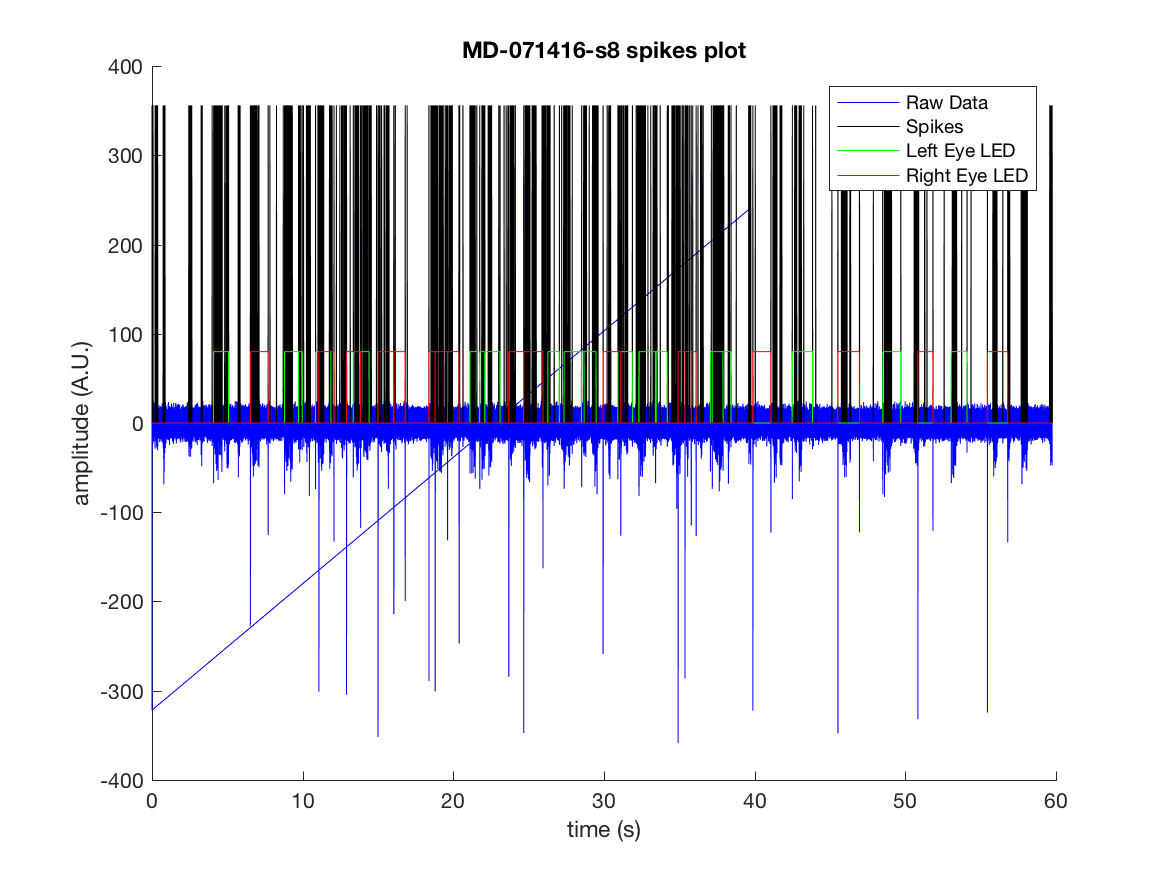 MD-071416-s8 spikes plot
400
300
200
100
0
-100
-200
-300
-400
amplitude (A.U.)
Raw Data
Spikes
Left Eye LED
Right Eye LED
0 10 20 30 40 50 60
time (s)